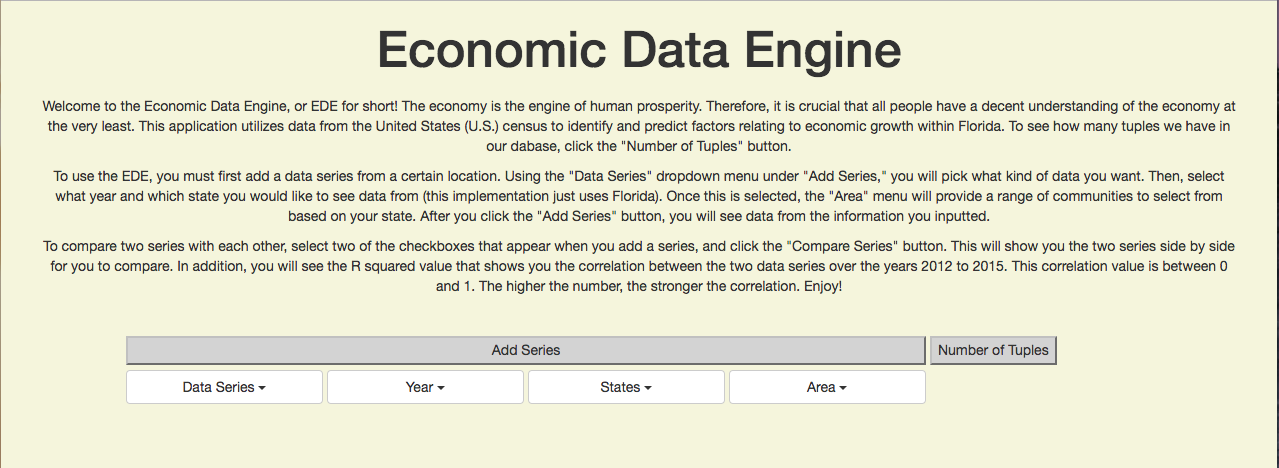 Economic Data Engine
Welcome to the Economic Data Engine, or EDE for short! The economy is the engine of human prosperity. Therefore, it is crucial that all people have a decent understanding of the economy at
the very least. This application utilizes data from the United States (U.S.) census to identify and predict factors relating to economic growth within Florida. To see how many tuples we have in
our dabase, click the "Number of Tuples" button.
To use the EDE, you must first add a data series from a certain location. Using the "Data Series" dropdown menu under "Add Series," you will pick what kind of data you want. Then, select
what year and which state you would like to see data from (this implementation just uses Florida). Once this is selected, the "Area" menu will provide a range of communities to select from
based on your state. After you click the "Add Series" button, you will see data from the information you inputted.
To compare two series with each other, select two of the checkboxes that appear when you add a series, and click the "Compare Series" button. This will show you the two series side by side
for you to compare. In addition, you will see the R squared value that shows you the correlation between the two data series over the years 2012 to 2015. This correlation value is between 0
and 1. The higher the number, the stronger the correlation. Enjoy!
Add Series Number of Tuples
Data Series Year States Area